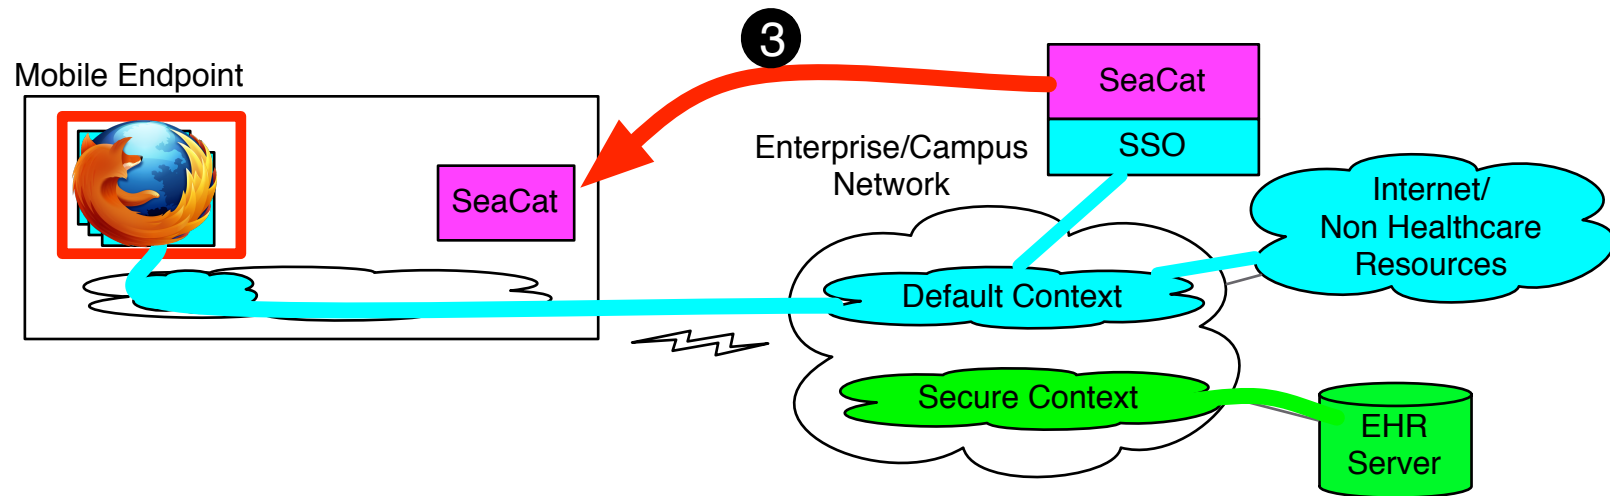 3
Mobile Endpoint
SeaCat
SSO
Enterprise/Campus
Network
SeaCat
Internet/
Non Healthcare
Resources
Default Context
Secure Context
EHR
Server